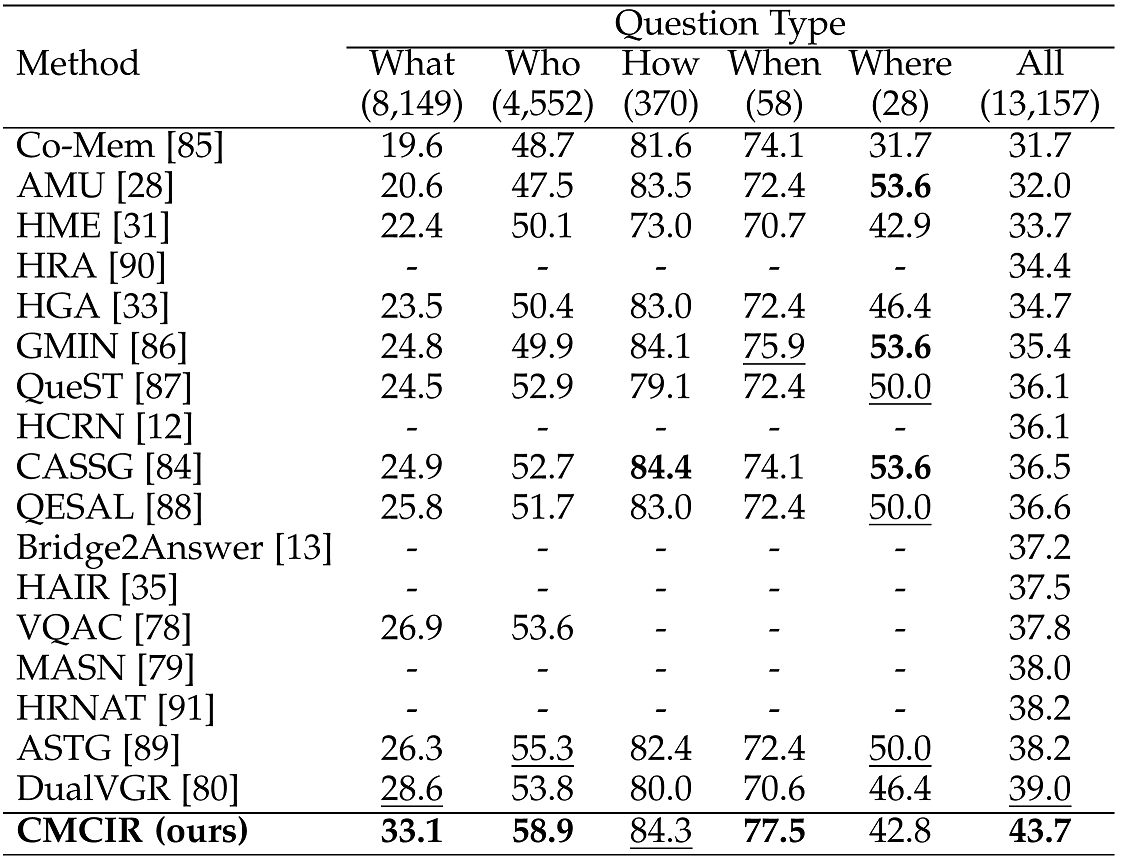 Question Type
Method What Who How When Where All
(8,149) (4,552) (370) (58) (28) (13,157)
Co-Mem [85] 19.6 48.7 81.6 74.1 31.7 31.7
AMU [28] 20.6 47.5 83.5 72.4 53.6 32.0
HME [31] 22.4 50.1 73.0 70.7 42.9 33.7
HRA [90] - - - - - 34.4
HGA [33] 23.5 50.4 83.0 72.4 46.4 34.7
GMIN [86] 24.8 49.9 84.1 75.9 53.6 35.4
QueST [87] 24.5 52.9 79.1 72.4 50.0 36.1
HCRN [12] - - - - - 36.1
CASSG [84] 24.9 52.7 84.4 74.1 53.6 36.5
QESAL [88] 25.8 51.7 83.0 72.4 50.0 36.6
Bridge2Answer [13] - - - - - 37.2
HAIR [35] - - - - - 37.5
VQAC [78] 26.9 53.6 - - - 37.8
MASN [79] - - - - - 38.0
HRNAT [91] - - - - - 38.2
ASTG [89] 26.3 55.3 82.4 72.4 50.0 38.2
DualVGR [80] 28.6 53.8 80.0 70.6 46.4 39.0
CMCIR (ours) 33.1 58.9 84.3 77.5 42.8 43.7